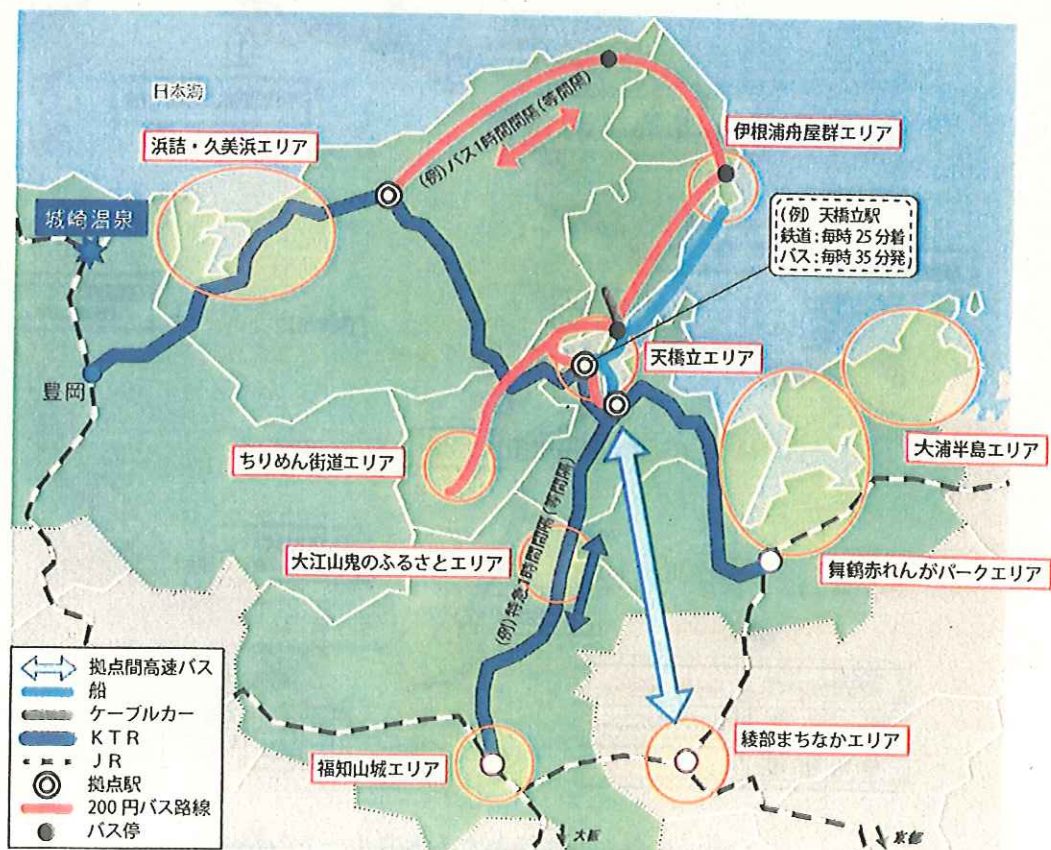 日本海
浜詰・久美浜エリア
城崎温泉
(例)バス1時間間隔(等間隔)
伊根浦舟屋群エリア
(例) 天橋立駅
鉄道:毎時25分着
バス:毎時35分発
豊岡
天橋立エリア
大浦半島エリア
ちりめん街道エリア
大江山鬼のふるさとエリア
(例)特急1時間間隔(等間隔)
舞鶴赤れんがパークエリア
福知山城エリア
綾部まちなかエリア
大阪
京都
拠点間高速バス
船
ケーブルカー
KTR
JR
拠点駅
200円バス路線
バス停